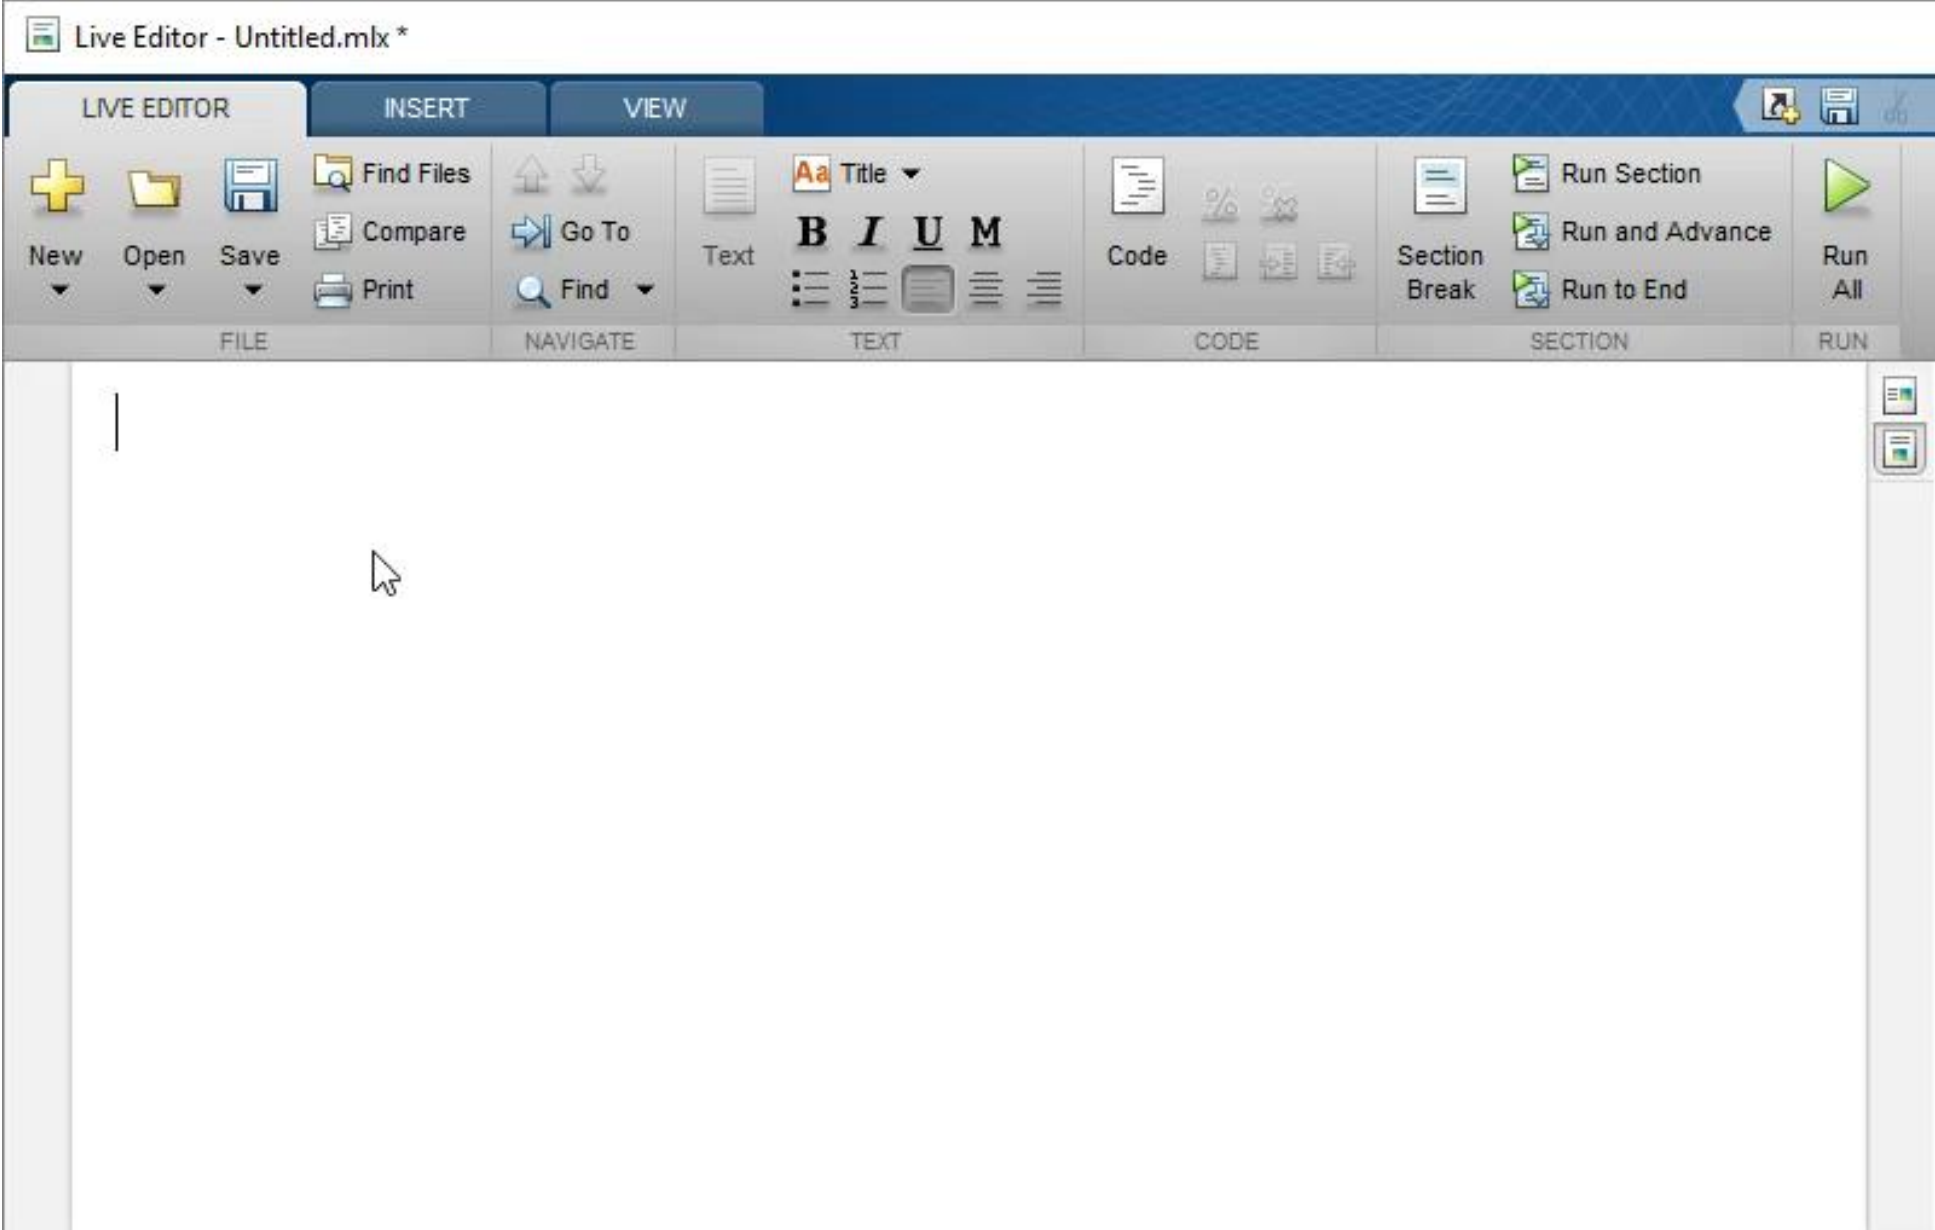 Live Editor - Untitled.mlx *
LIVE EDITOR
INSERT
VIEW
New
Open
Save
Find Files
Compare
Print
FILE
Go To
Find
NAVIGATE
Text
Aa Title
B I U M
TEXT
Code
CODE
Section
Break
Run Section
Run and Advance
Run to End
SECTION
Run
All
RUN